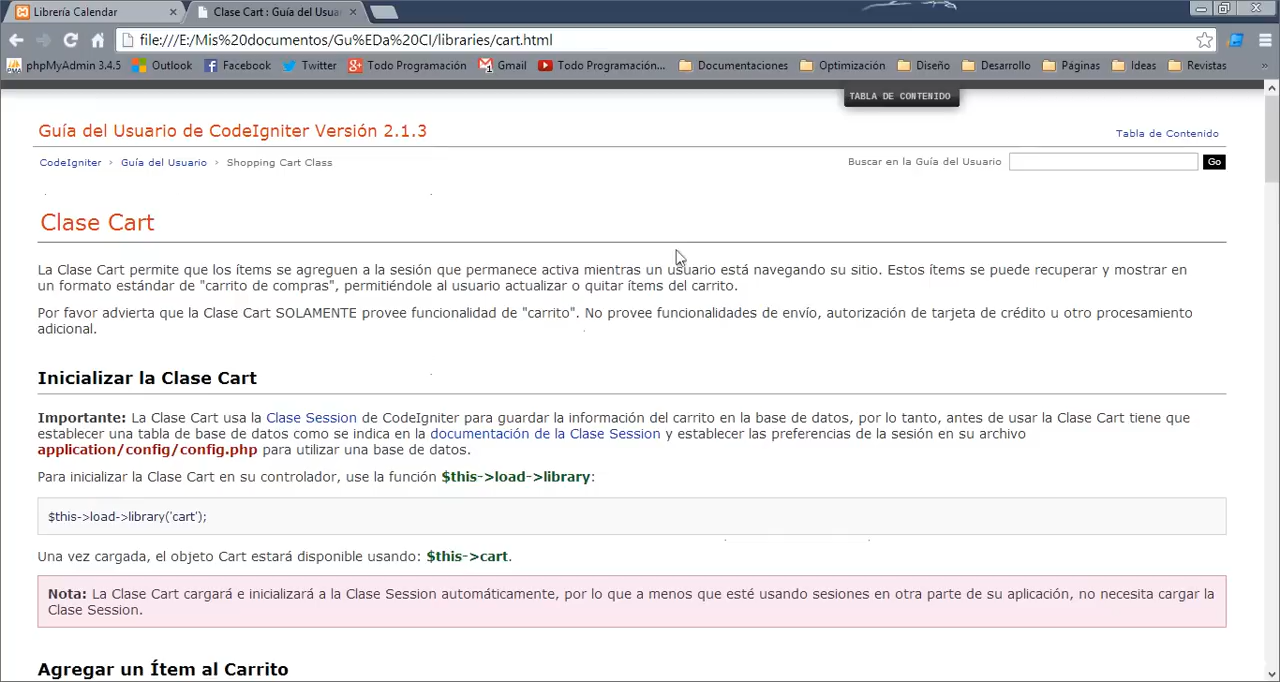 Librería Calendar
Clase Cart : Guía del Usua
file:///E:/Mis%20documentos/Gu%EDa%20CI/libraries/cart.html
phpMyAdmin 3.4.5 Outlook Facebook Twitter Todo Programación Gmail Todo Programación... Documentaciones Optimización Diseño Desarrollo Páginas Ideas Revistas »
TABLA DE CONTENIDO
Guía del Usuario de CodeIgniter Versión 2.1.3
Tabla de Contenido
CodeIgniter › Guía del Usuario › Shopping Cart Class
Buscar en la Guía del Usuario Go
Clase Cart
La Clase Cart permite que los ítems se agreguen a la sesión que permanece activa mientras un usuario está navegando su sitio. Estos ítems se puede recuperar y mostrar en
un formato estándar de "carrito de compras", permitiéndole al usuario actualizar o quitar ítems del carrito.
Por favor advierta que la Clase Cart SOLAMENTE provee funcionalidad de "carrito". No provee funcionalidades de envío, autorización de tarjeta de crédito u otro procesamiento
adicional.
Inicializar la Clase Cart
Importante: La Clase Cart usa la Clase Session de CodeIgniter para guardar la información del carrito en la base de datos, por lo tanto, antes de usar la Clase Cart tiene que
establecer una tabla de base de datos como se indica en la documentación de la Clase Session y establecer las preferencias de la sesión en su archivo
application/config/config.php para utilizar una base de datos.
Para inicializar la Clase Cart en su controlador, use la función $this->load->library:
$this->load->library('cart');
Una vez cargada, el objeto Cart estará disponible usando: $this->cart.
Nota: La Clase Cart cargará e inicializará a la Clase Session automáticamente, por lo que a menos que esté usando sesiones en otra parte de su aplicación, no necesita cargar la
Clase Session.
Agregar un Ítem al Carrito